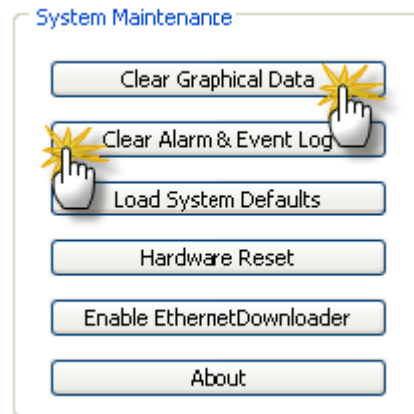 System Maintenance
Clear Graphical Data
Clear Alarm & Event Log
Load System Defaults
Hardware Reset
Enable EthernetDownloader
About